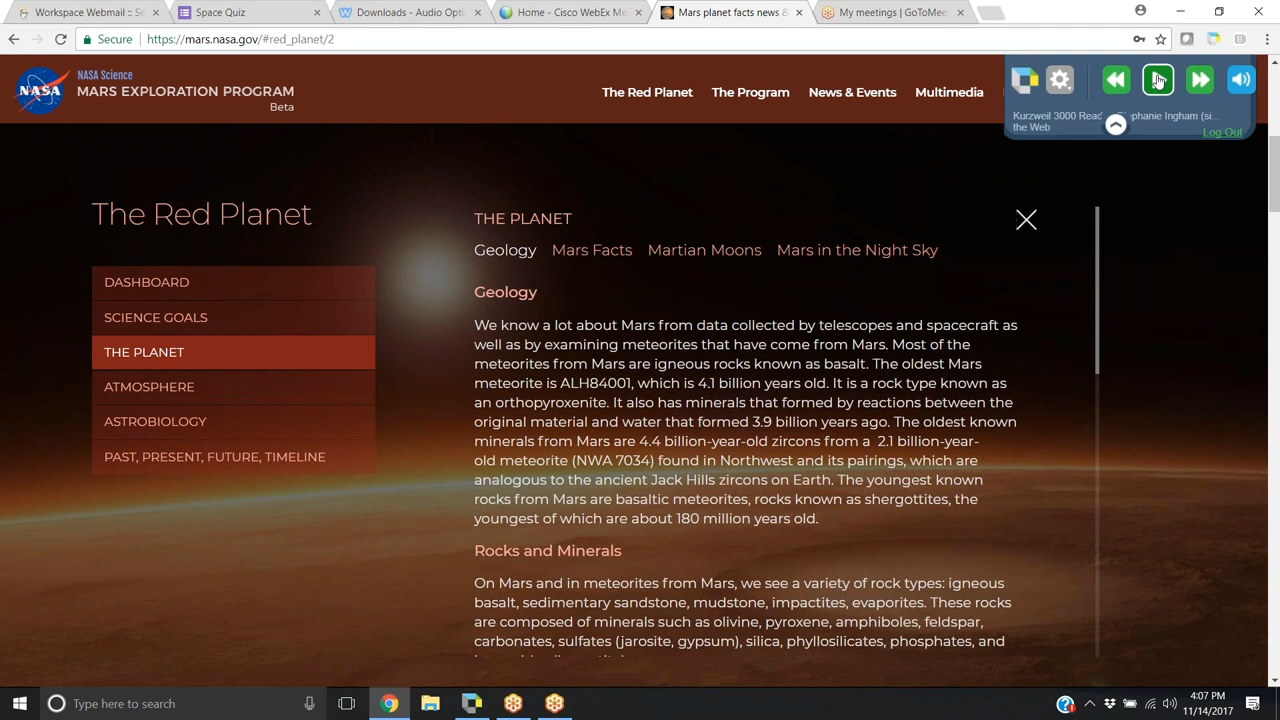 Workspace Webmail :: S
Space Quiz
Downloads - Audio Opti
Home - Cisco WebEx Me
Mars planet facts news &
My meetings | GoToMee
Secure
https://mars.nasa.gov/#red_planet/2
NASA
NASA Science
MARS EXPLORATION PROGRAM
Beta
The Red Planet
The Program
News & Events
Multimedia
Kurzweil 3000 Read
phanie Ingham (si...
the Web
Log Out
The Red Planet
DASHBOARD
SCIENCE GOALS
THE PLANET
ATMOSPHERE
ASTROBIOLOGY
PAST, PRESENT, FUTURE, TIMELINE
THE PLANET
Geology Mars Facts Martian Moons Mars in the Night Sky
Geology
We know a lot about Mars from data collected by telescopes and spacecraft as
well as by examining meteorites that have come from Mars. Most of the
meteorites from Mars are igneous rocks known as basalt. The oldest Mars
meteorite is ALH84001, which is 4.1 billion years old. It is a rock type known as
an orthopyroxenite. It also has minerals that formed by reactions between the
original material and water that formed 3.9 billion years ago. The oldest known
minerals from Mars are 4.4 billion-year-old zircons from a 2.1 billion-year-
old meteorite (NWA 7034) found in Northwest and its pairings, which are
analogous to the ancient Jack Hills zircons on Earth. The youngest known
rocks from Mars are basaltic meteorites, rocks known as shergottites, the
youngest of which are about 180 million years old.
Rocks and Minerals
On Mars and in meteorites from Mars, we see a variety of rock types: igneous
basalt, sedimentary sandstone, mudstone, impactites, evaporites. These rocks
are composed of minerals such as olivine, pyroxene, amphiboles, feldspar,
carbonates, sulfates (jarosite, gypsum), silica, phyllosilicates, phosphates, and
Type here to search
4:07 PM
11/14/2017